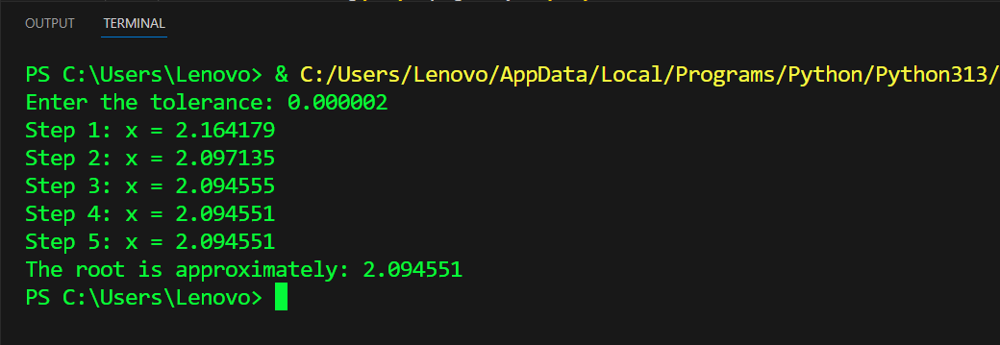 OUTPUT TERMINAL
PS C:\Users\Lenovo> & C:/Users/Lenovo/AppData/Local/Programs/Python/Python313/
Enter the tolerance: 0.000002
Step 1: x = 2.164179
Step 2: x = 2.097135
Step 3: x = 2.094555
Step 4: x = 2.094551
Step 5: x = 2.094551
The root is approximately: 2.094551
PS C:\Users\Lenovo>